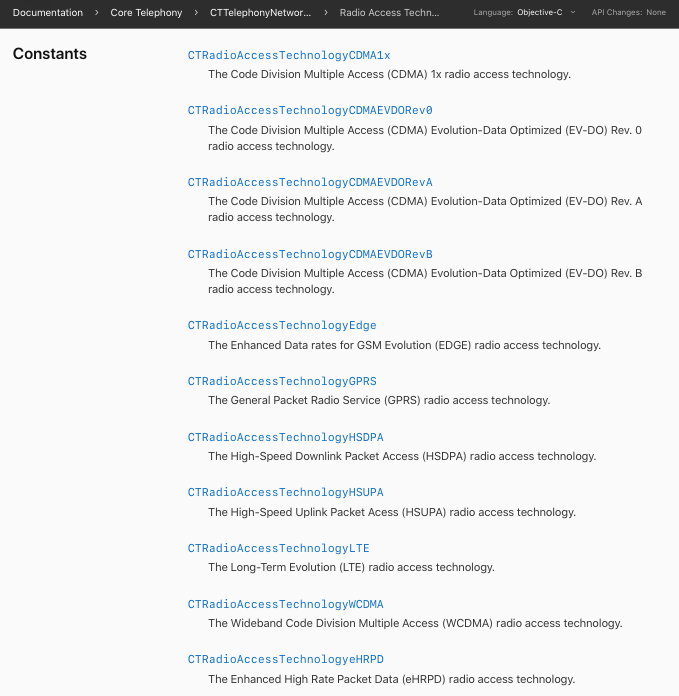 Documentation > Core Telephony > CTTelephonyNetwor... > Radio Access Techn... Language: Objective-C API Changes: None
Constants
CTRadioAccessTechnologyCDMA1x
The Code Division Multiple Access (CDMA) 1x radio access technology.
CTRadioAccessTechnologyCDMAEVDORev0
The Code Division Multiple Access (CDMA) Evolution-Data Optimized (EV-DO) Rev. 0
radio access technology.
CTRadioAccessTechnologyCDMAEVDORevA
The Code Division Multiple Access (CDMA) Evolution-Data Optimized (EV-DO) Rev. A
radio access technology.
CTRadioAccessTechnologyCDMAEVDORevB
The Code Division Multiple Access (CDMA) Evolution-Data Optimized (EV-DO) Rev. B
radio access technology.
CTRadioAccessTechnologyEdge
The Enhanced Data rates for GSM Evolution (EDGE) radio access technology.
CTRadioAccessTechnologyGPRS
The General Packet Radio Service (GPRS) radio access technology.
CTRadioAccessTechnologyHSDPA
The High-Speed Downlink Packet Access (HSDPA) radio access technology.
CTRadioAccessTechnologyHSUPA
The High-Speed Uplink Packet Acess (HSUPA) radio access technology.
CTRadioAccessTechnologyLTE
The Long-Term Evolution (LTE) radio access technology.
CTRadioAccessTechnologyWCDMA
The Wideband Code Division Multiple Access (WCDMA) radio access technology.
CTRadioAccessTechnologyeHRPD
The Enhanced High Rate Packet Data (eHRPD) radio access technology.